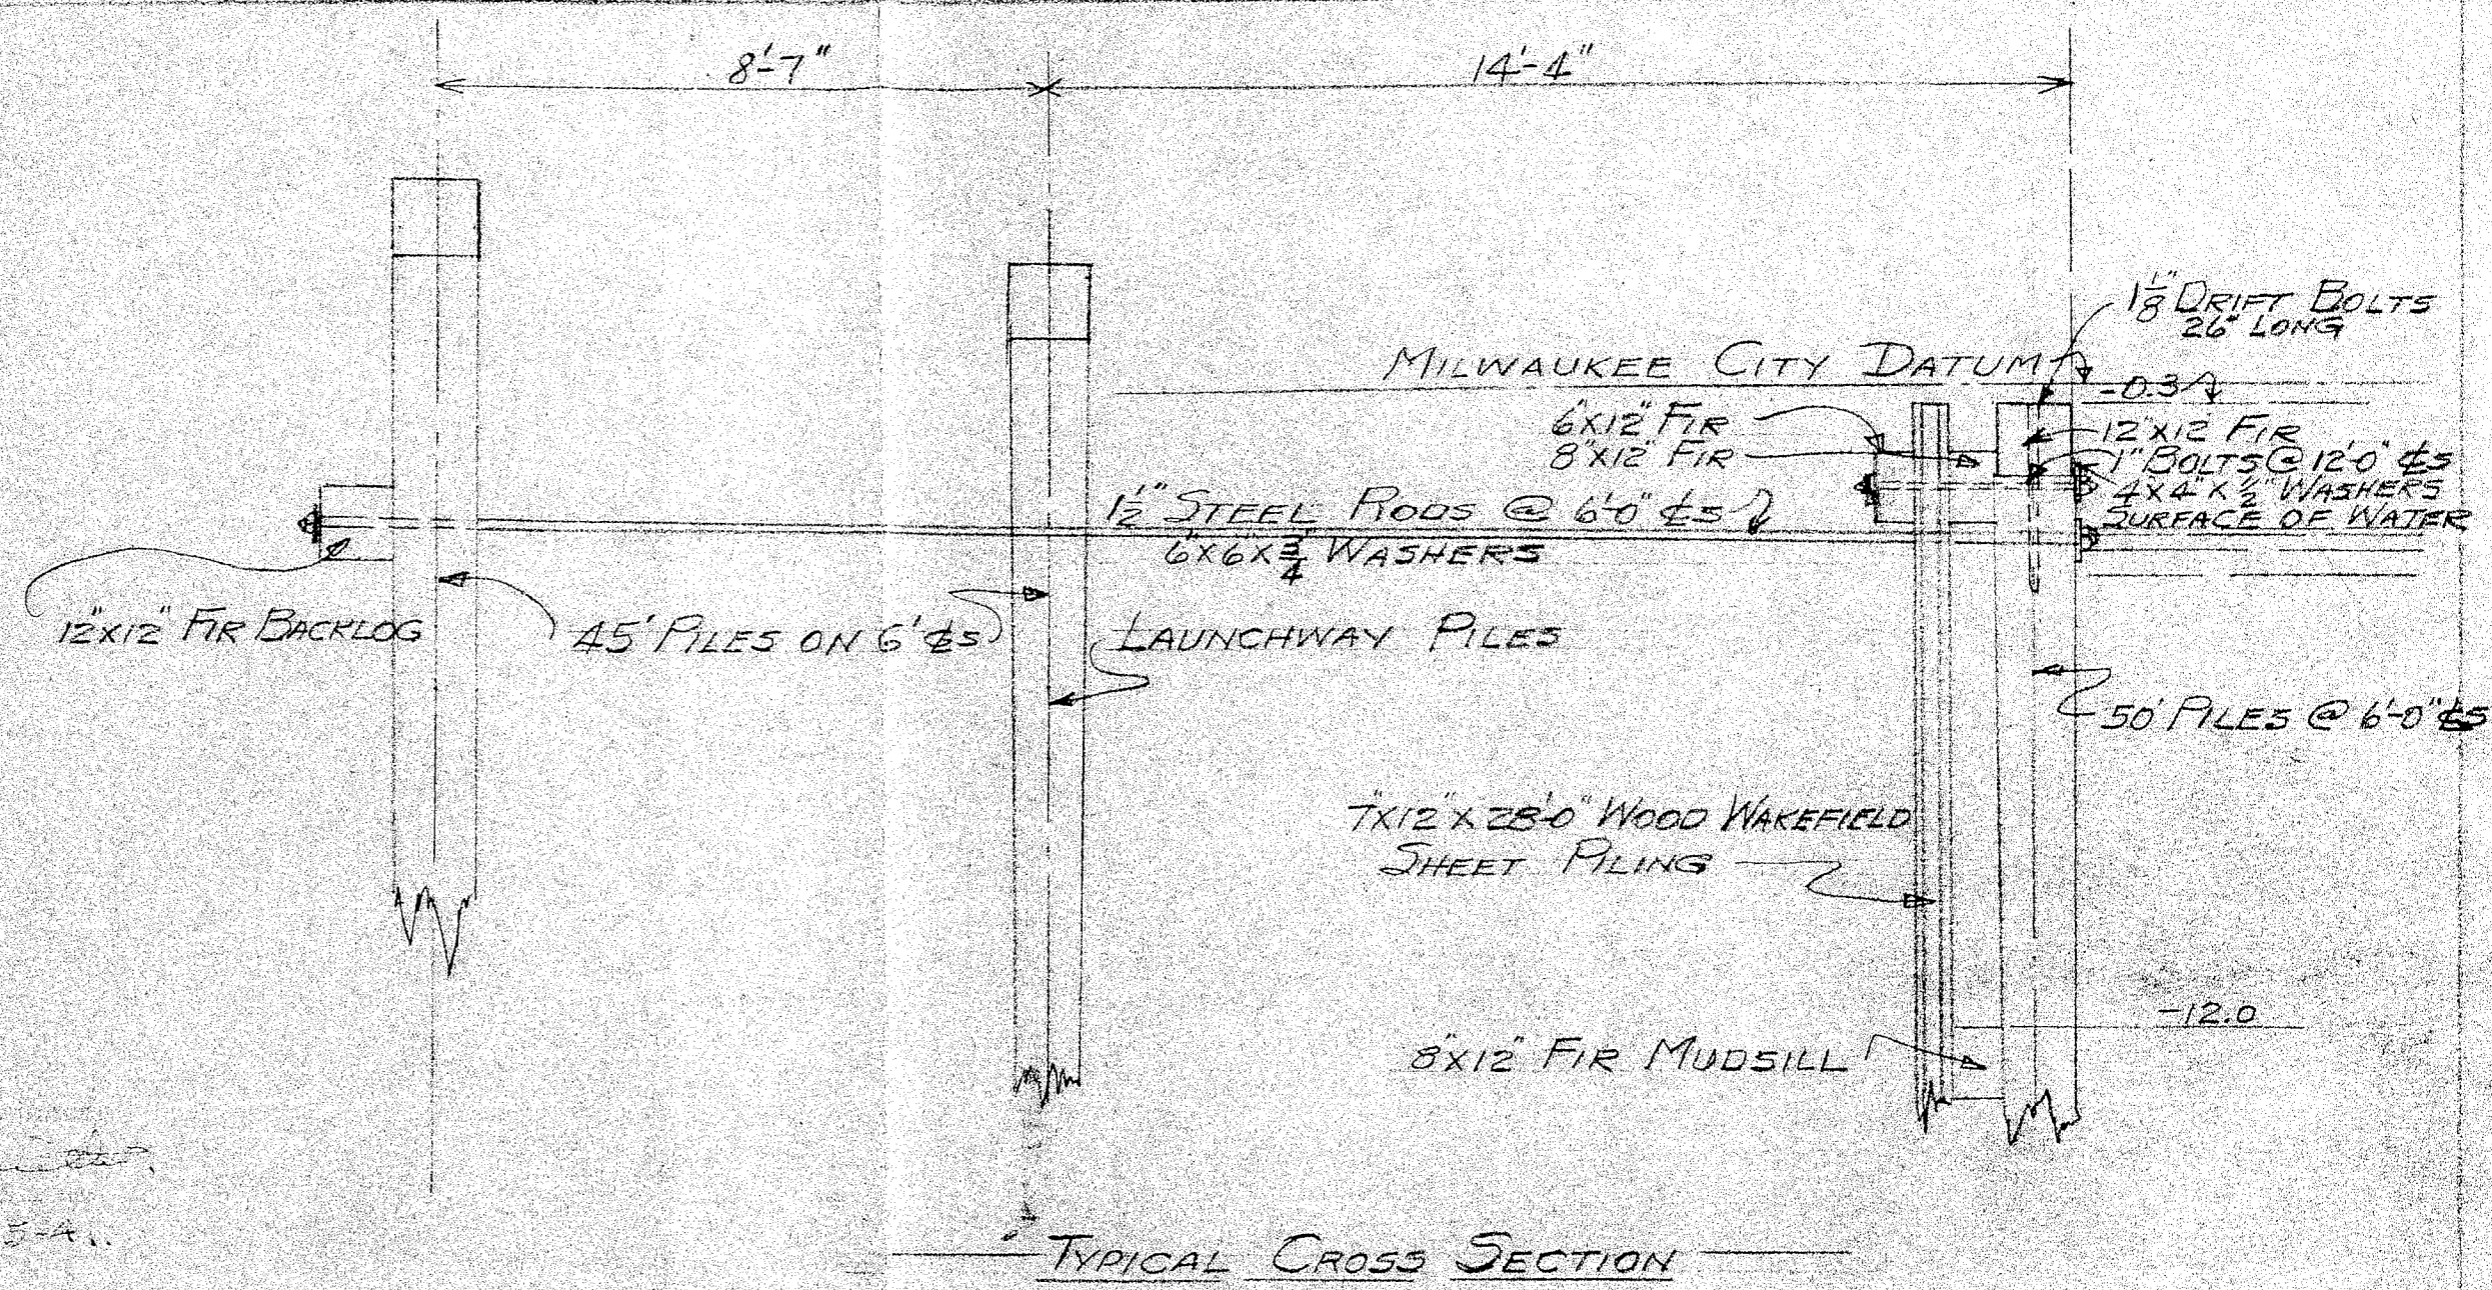 8'-7"
14'-4"
1 1/8" DRIFT BOLTS
26" LONG
MILWAUKEE CITY DATUM
-0.3
6"X12" FIR
8"X12" FIR
12"X12" FIR
1" BOLTS @ 12'-0" ℄s
4"X4"X1/2" WASHERS
SURFACE OF WATER
1 1/2" STEEL RODS @ 6'-0" ℄s
6"X6"X3/4" WASHERS
12"X12" FIR BACKLOG
45' PILES ON 6' ℄s
LAUNCHWAY PILES
50' PILES @ 6'-0" ℄s
7"X12"X28'-0" WOOD WAKEFIELD
SHEET PILING
-12.0
8"X12" FIR MUDSILL
5-A..
TYPICAL CROSS SECTION